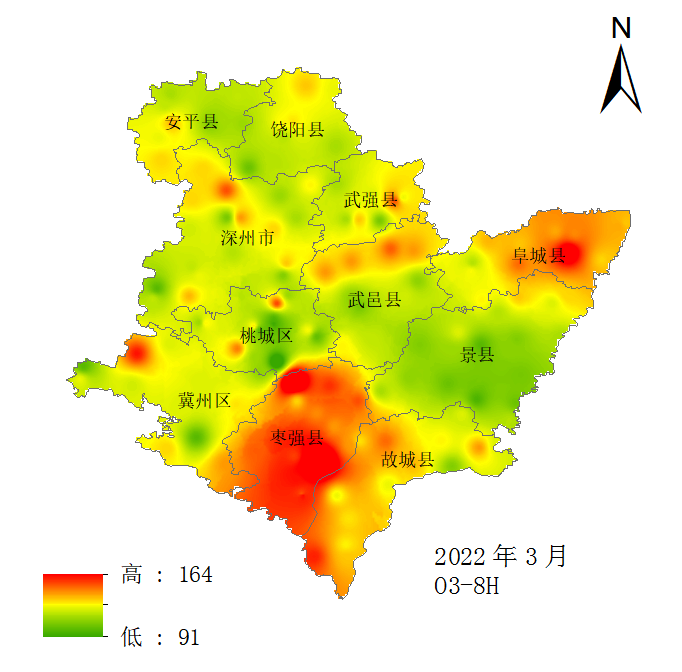 N
安平县
饶阳县
武强县
深州市
阜城县
武邑县
桃城区
景县
冀州区
枣强县
故城县
2022 年 3 月
O3-8H
高 : 164
低 : 91